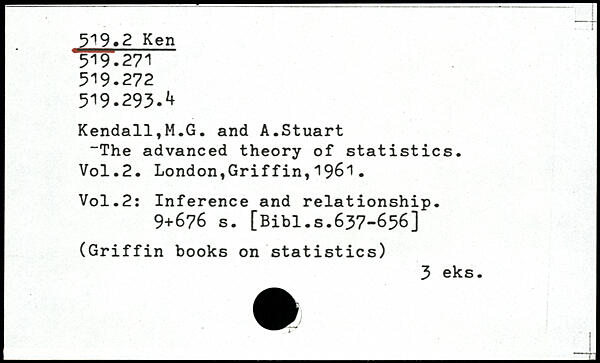 519.2 Ken
519.271
519.272
519.293.4
Kendall,M.G. and A.Stuart
-The advanced theory of statistics.
Vol.2. London,Griffin,1961.
Vol.2: Inference and relationship.
9+676 s. [Bibl.s.637-656]
(Griffin books on statistics)
3 eks.